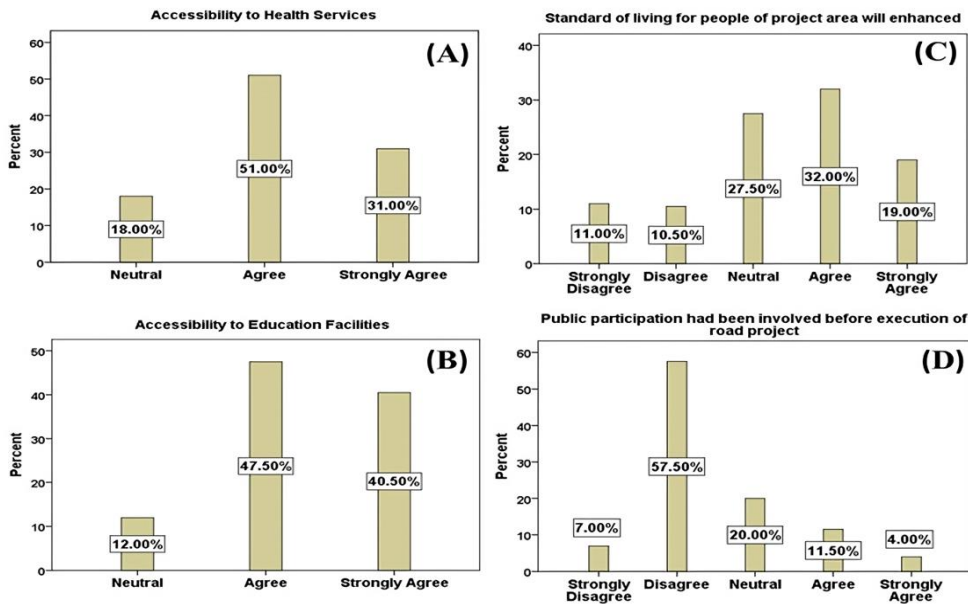 Accessibility to Health Services
(A)
Percent
60
50
40
30
20
10
0
18.00%
51.00%
31.00%
Neutral Agree Strongly Agree
Standard of living for people of project area will enhanced
(C)
Percent
40
30
20
10
0
11.00%
10.50%
27.50%
32.00%
19.00%
Strongly Disagree Neutral Agree Strongly
Disagree Agree
Accessibility to Education Facilities
(B)
Percent
50
40
30
20
10
0
12.00%
47.50%
40.50%
Neutral Agree Strongly Agree
Public participation had been involved before execution of
road project
(D)
Percent
60
50
40
30
20
10
0
7.00%
57.50%
20.00%
11.50%
4.00%
Strongly Disagree Neutral Agree Strongly
Disagree Agree